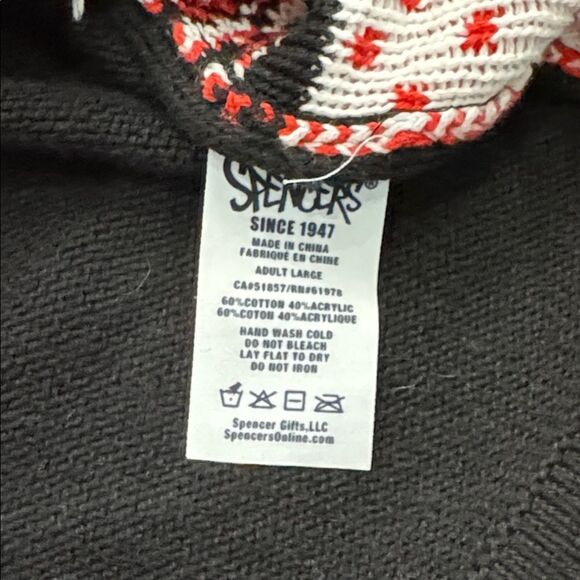 SPENCERS®
SINCE 1947
MADE IN CHINA
FABRIQUÉ EN CHINE
ADULT LARGE
CA#51857/RN#61978
60%COTTON 40%ACRYLIC
60%COTON 40%ACRYLIQUE
HAND WASH COLD
DO NOT BLEACH
LAY FLAT TO DRY
DO NOT IRON
Spencer Gifts,LLC
SpencersOnline.com